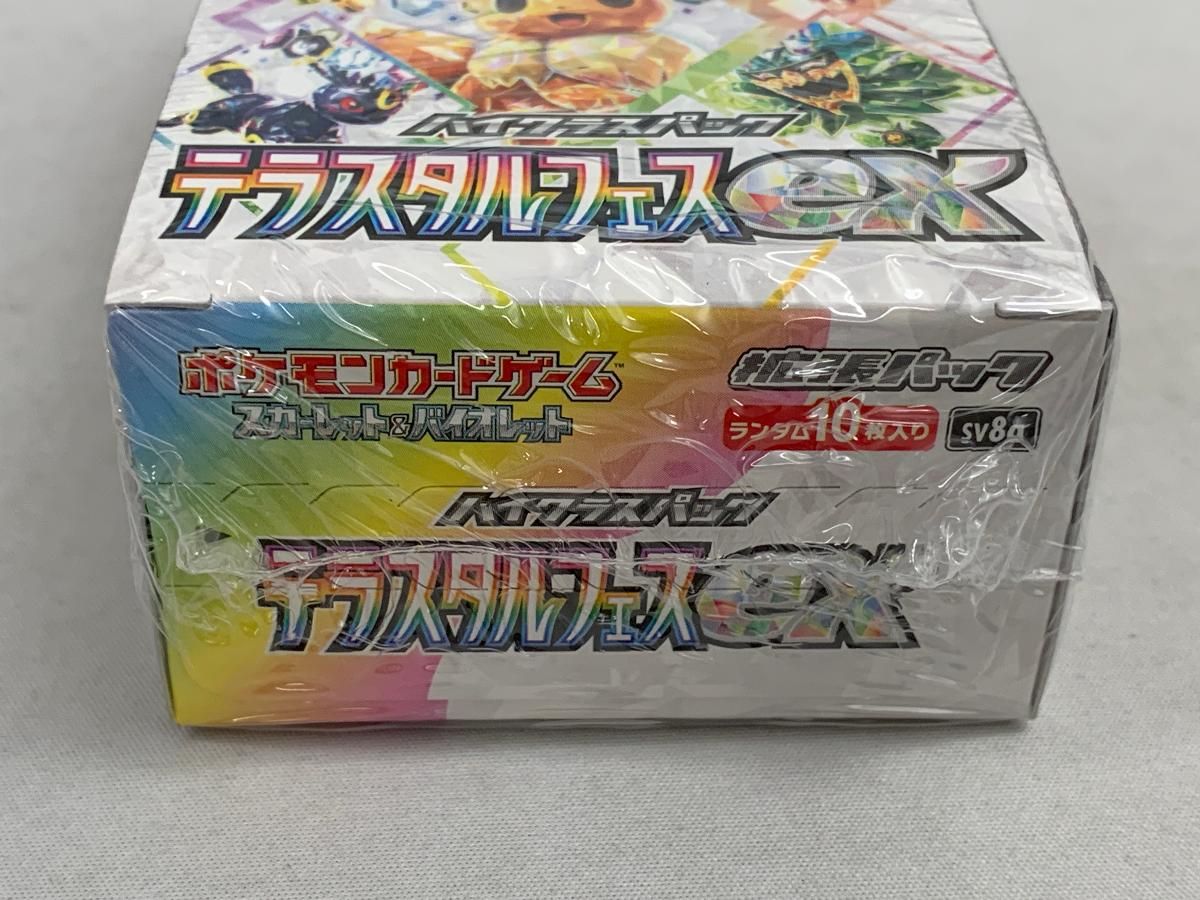 ハイクラスパック
テラスタルフェスex
ポケモンカードゲーム™
スカーレット&バイオレット
拡張パック
ランダム10枚入り
sv8a
ハイクラスパック
テラスタルフェスex